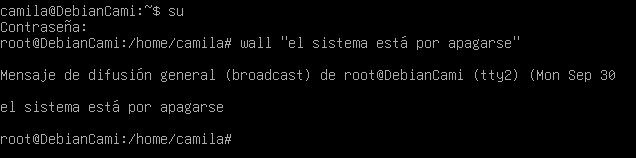 camila@DebianCami:~$ su
Contraseña:
root@DebianCami:/home/camila# wall "el sistema está por apagarse"
Mensaje de difusión general (broadcast) de root@DebianCami (tty2) (Mon Sep 30
el sistema está por apagarse
root@DebianCami:/home/camila#